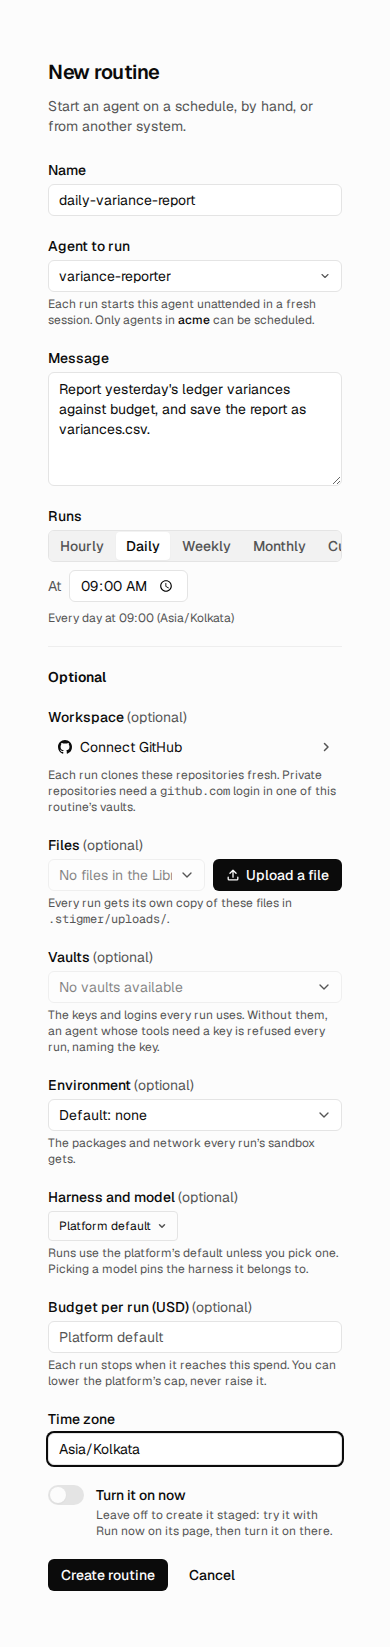 New routine
Start an agent on a schedule, by hand, or
from another system.
Name
daily-variance-report
Agent to run
variance-reporter
Each run starts this agent unattended in a fresh
session. Only agents in acme can be scheduled.
Message
Report yesterday's ledger variances
against budget, and save the report as
variances.csv.
Runs
Hourly Daily Weekly Monthly
At 09:00 AM
Every day at 09:00 (Asia/Kolkata)
Optional
Workspace (optional)
Connect GitHub
Each run clones these repositories fresh. Private
repositories need a github.com login in one of this
routine's vaults.
Files (optional)
No files in the Upload a file
Every run gets its own copy of these files in
.stigmer/uploads/.
Vaults (optional)
No vaults available
The keys and logins every run uses. Without them,
an agent whose tools need a key is refused every
run, naming the key.
Environment (optional)
Default: none
The packages and network every run's sandbox
gets.
Harness and model (optional)
Platform default
Runs use the platform's default unless you pick one.
Picking a model pins the harness it belongs to.
Budget per run (USD) (optional)
Platform default
Each run stops when it reaches this spend. You can
lower the platform's cap, never raise it.
Time zone
Asia/Kolkata
Turn it on now
Leave off to create it staged: try it with
Run now on its page, then turn it on there.
Create routine Cancel